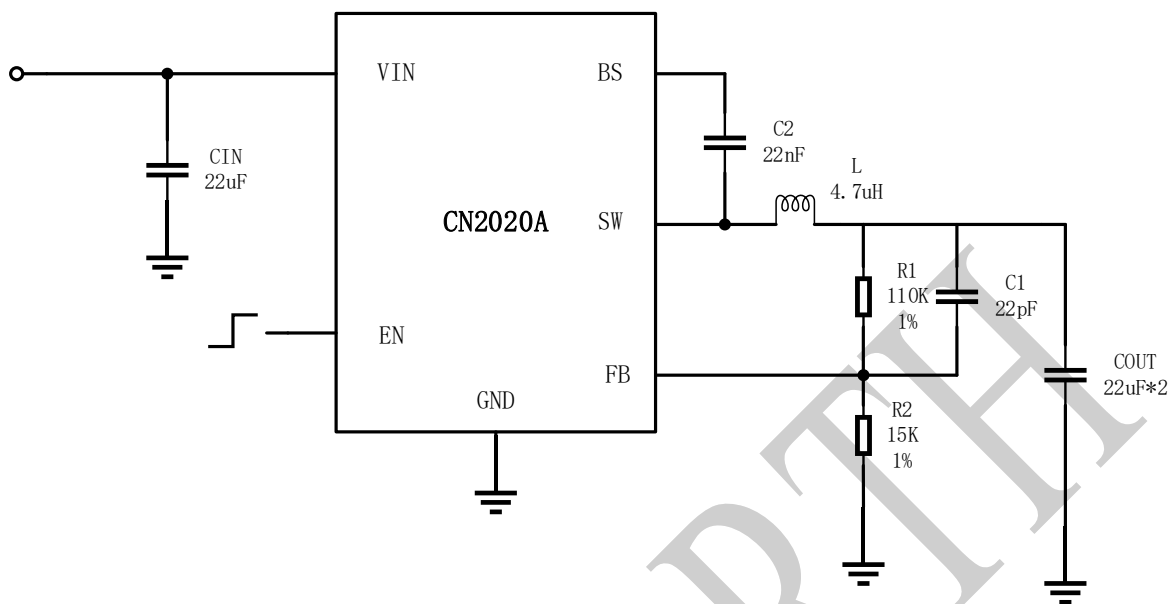 VIN
BS
CIN
22uF
C2
22nF
L
4.7uH
CN2020A
SW
R1
110K
1%
C1
22pF
EN
FB
GND
COUT
22uF*2
R2
15K
1%
RTH